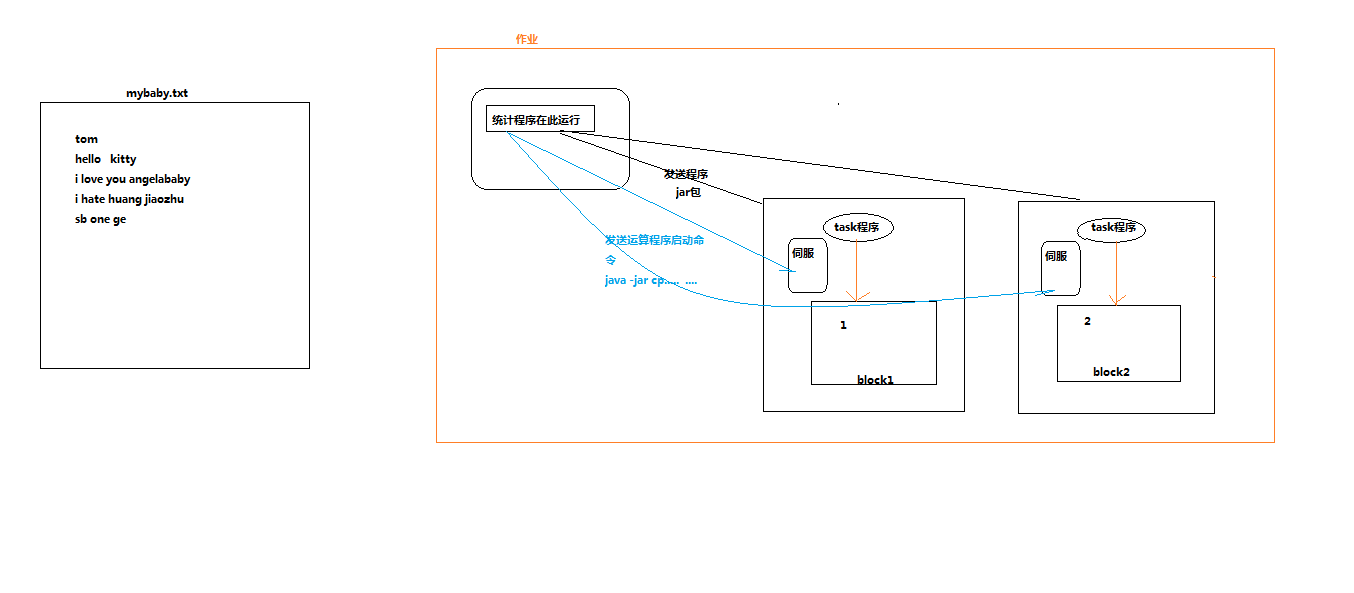 作业
mybaby.txt
tom
hello kitty
i love you angelababy
i hate huang jiaozhu
sb one ge
统计程序在此运行
发送程序
jar包
发送运算程序启动命
令
java -jar cp..... ....
task程序
伺服
1
block1
task程序
伺服
2
block2